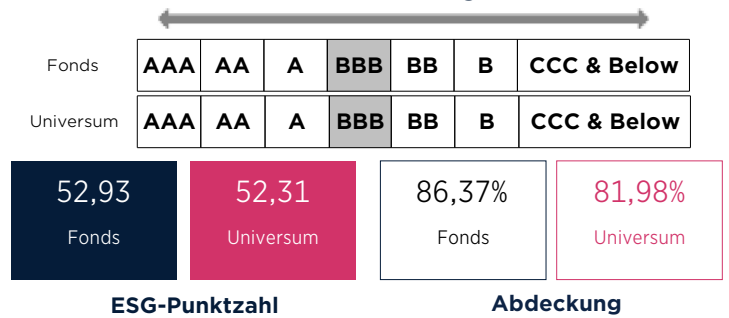 Fonds AAA AA A BBB BB B CCC & Below
Universum AAA AA A BBB BB B CCC & Below
52,93 52,31 86,37% 81,98%
Fonds Universum Fonds Universum
ESG-Punktzahl Abdeckung